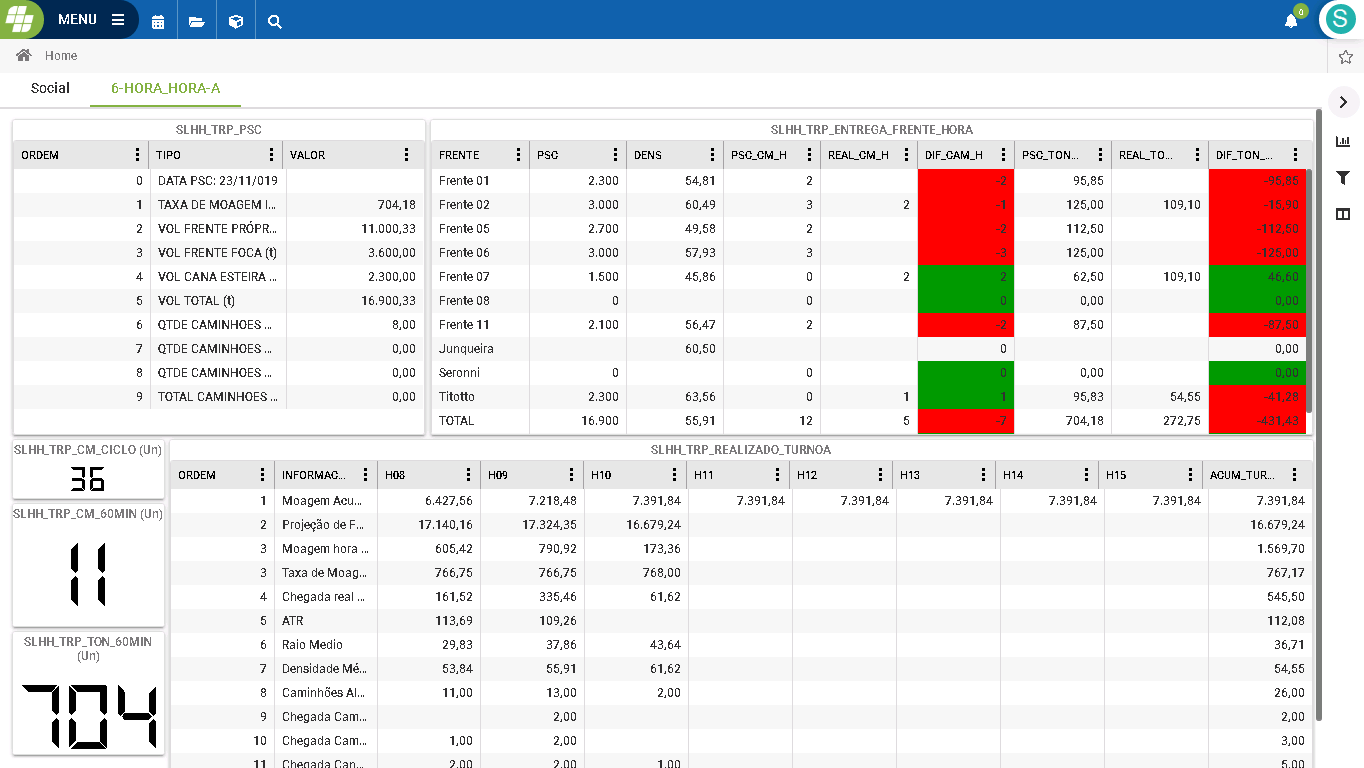 MENU
0
S
Home
Social 6-HORA_HORA-A
SLHH_TRP_PSC
ORDEM TIPO VALOR
0 DATA PSC: 23/11/019
1 TAXA DE MOAGEM I... 704,18
2 VOL FRENTE PRÓPR... 11.000,33
3 VOL FRENTE FOCA (t) 3.600,00
4 VOL CANA ESTEIRA ... 2.300,00
5 VOL TOTAL (t) 16.900,33
6 QTDE CAMINHOES ... 8,00
7 QTDE CAMINHOES ... 0,00
8 QTDE CAMINHOES ... 0,00
9 TOTAL CAMINHOES ... 0,00
SLHH_TRP_ENTREGA_FRENTE_HORA
FRENTE PSC DENS PSC_CM_H REAL_CM_H DIF_CAM_H PSC_TON... REAL_TO... DIF_TON_...
Frente 01 2.300 54,81 2 -2 95,85 -95,85
Frente 02 3.000 60,49 3 2 -1 125,00 109,10 -15,90
Frente 05 2.700 49,58 2 -2 112,50 -112,50
Frente 06 3.000 57,93 3 -3 125,00 -125,00
Frente 07 1.500 45,86 0 2 2 62,50 109,10 46,60
Frente 08 0 0 0 0,00 0,00
Frente 11 2.100 56,47 2 -2 87,50 -87,50
Junqueira 60,50 0 0,00
Seronni 0 0 0 0,00 0,00
Titotto 2.300 63,56 0 1 1 95,83 54,55 -41,28
TOTAL 16.900 55,91 12 5 -7 704,18 272,75 -431,43
SLHH_TRP_CM_CICLO (Un)
36
SLHH_TRP_CM_60MIN (Un)
11
SLHH_TRP_TON_60MIN
(Un)
704
SLHH_TRP_REALIZADO_TURNOA
ORDEM INFORMAC... H08 H09 H10 H11 H12 H13 H14 H15 ACUM_TUR...
1 Moagem Acu... 6.427,56 7.218,48 7.391,84 7.391,84 7.391,84 7.391,84 7.391,84 7.391,84 7.391,84
2 Projeção de F... 17.140,16 17.324,35 16.679,24 16.679,24
3 Moagem hora ... 605,42 790,92 173,36 1.569,70
3 Taxa de Moag... 766,75 766,75 768,00 767,17
4 Chegada real ... 161,52 335,46 61,62 545,50
5 ATR 113,69 109,26 112,08
6 Raio Medio 29,83 37,86 43,64 36,71
7 Densidade Mé... 53,84 55,91 61,62 54,55
8 Caminhões Al... 11,00 13,00 2,00 26,00
9 Chegada Cam... 2,00 2,00
10 Chegada Cam... 1,00 2,00 3,00
11 Chegada Can... 2,00 2,00 1,00 5,00